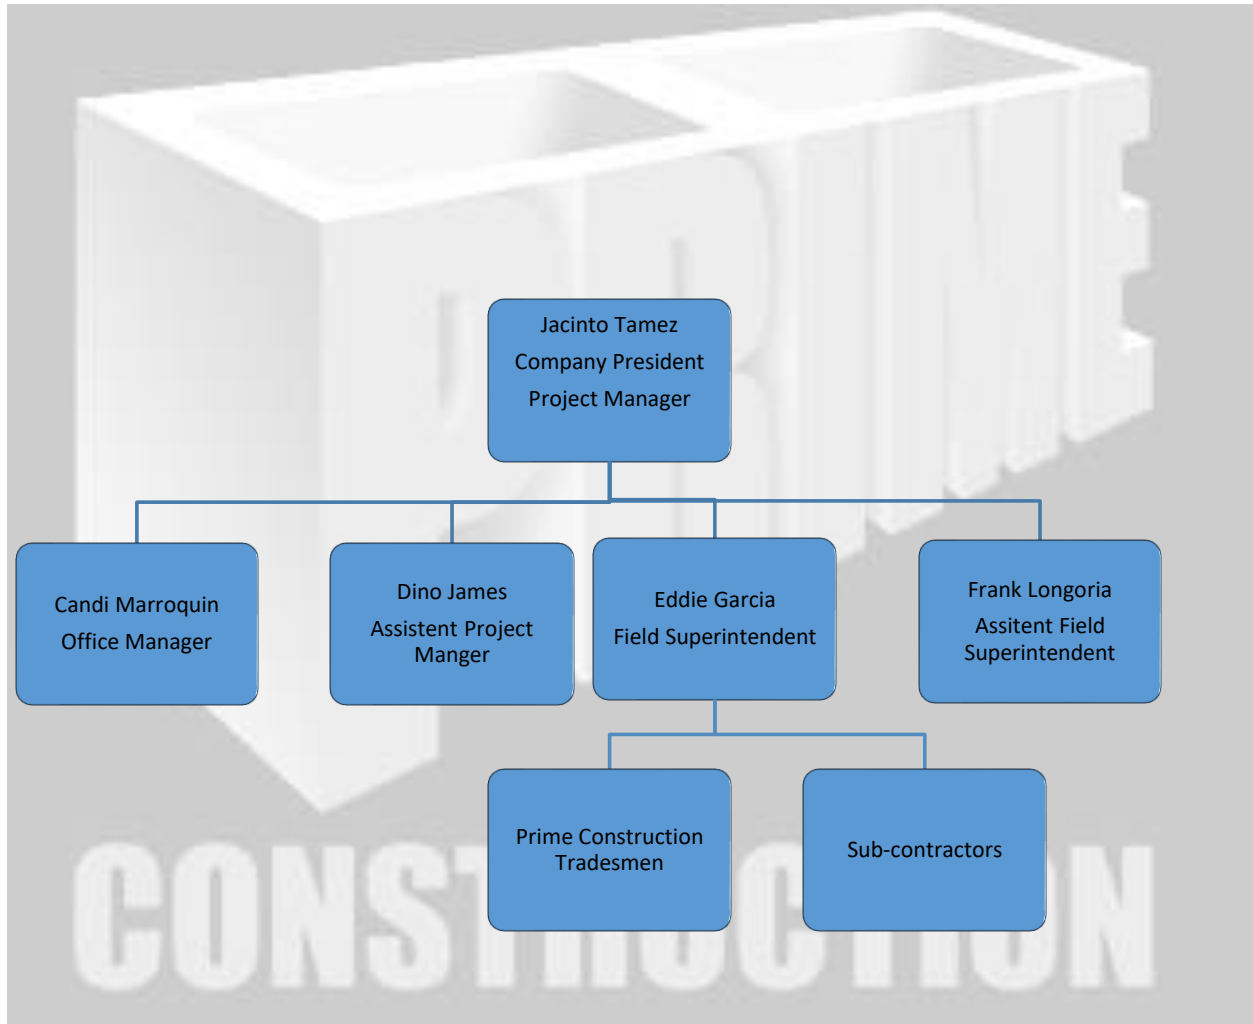 PRIME
Jacinto Tamez
Company President
Project Manager
Candi Marroquin
Office Manager
Dino James
Assistent Project
Manger
Eddie Garcia
Field Superintendent
Frank Longoria
Assitent Field
Superintendent
Prime Construction
Tradesmen
Sub-contractors
CONSTRUCTION